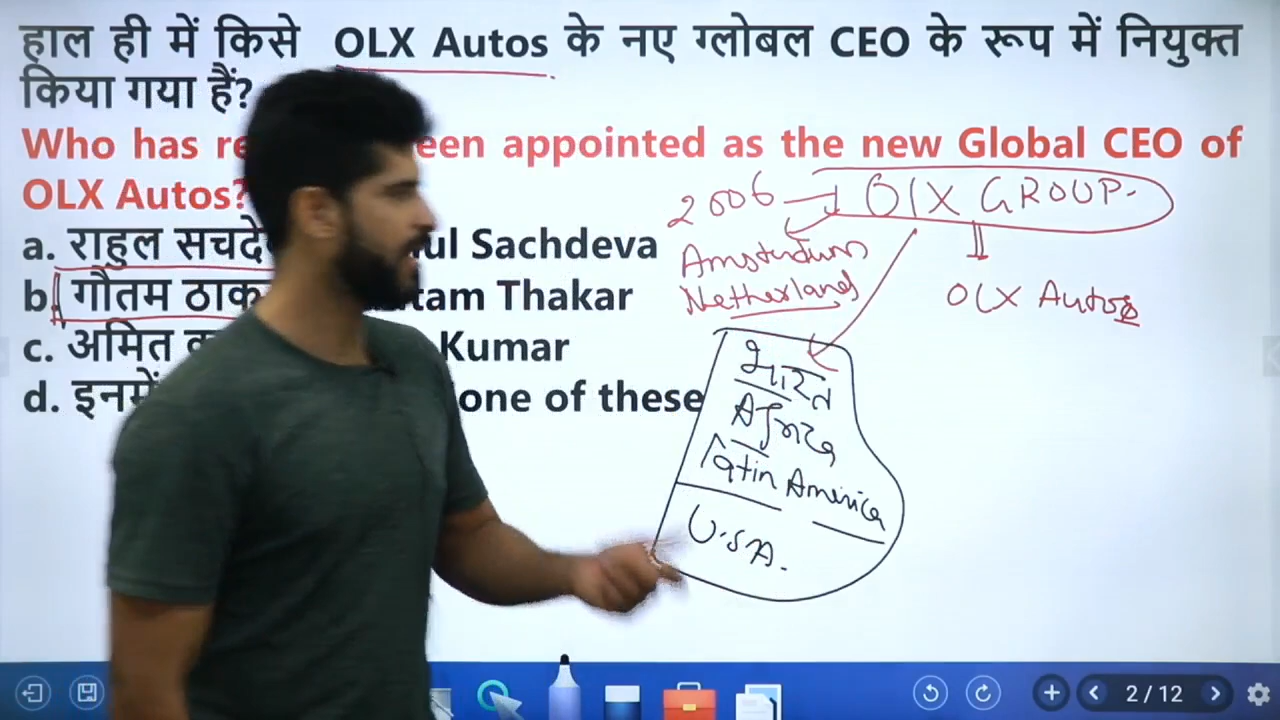 हाल ही में किसे OLX Autos के नए ग्लोबल CEO के रूप में नियुक्त
किया गया हैं?
Who has re een appointed as the new Global CEO of
OLX Autos?
a. राहुल सचदे ul Sachdeva
b. गौतम ठाक tam Thakar
c. अमित Kumar
d. इनमें one of these
2006 OLX GROUP.
Amsterdam
Netherland
OLX Autos
भारत
Latin America
U.S.A.
2 / 12